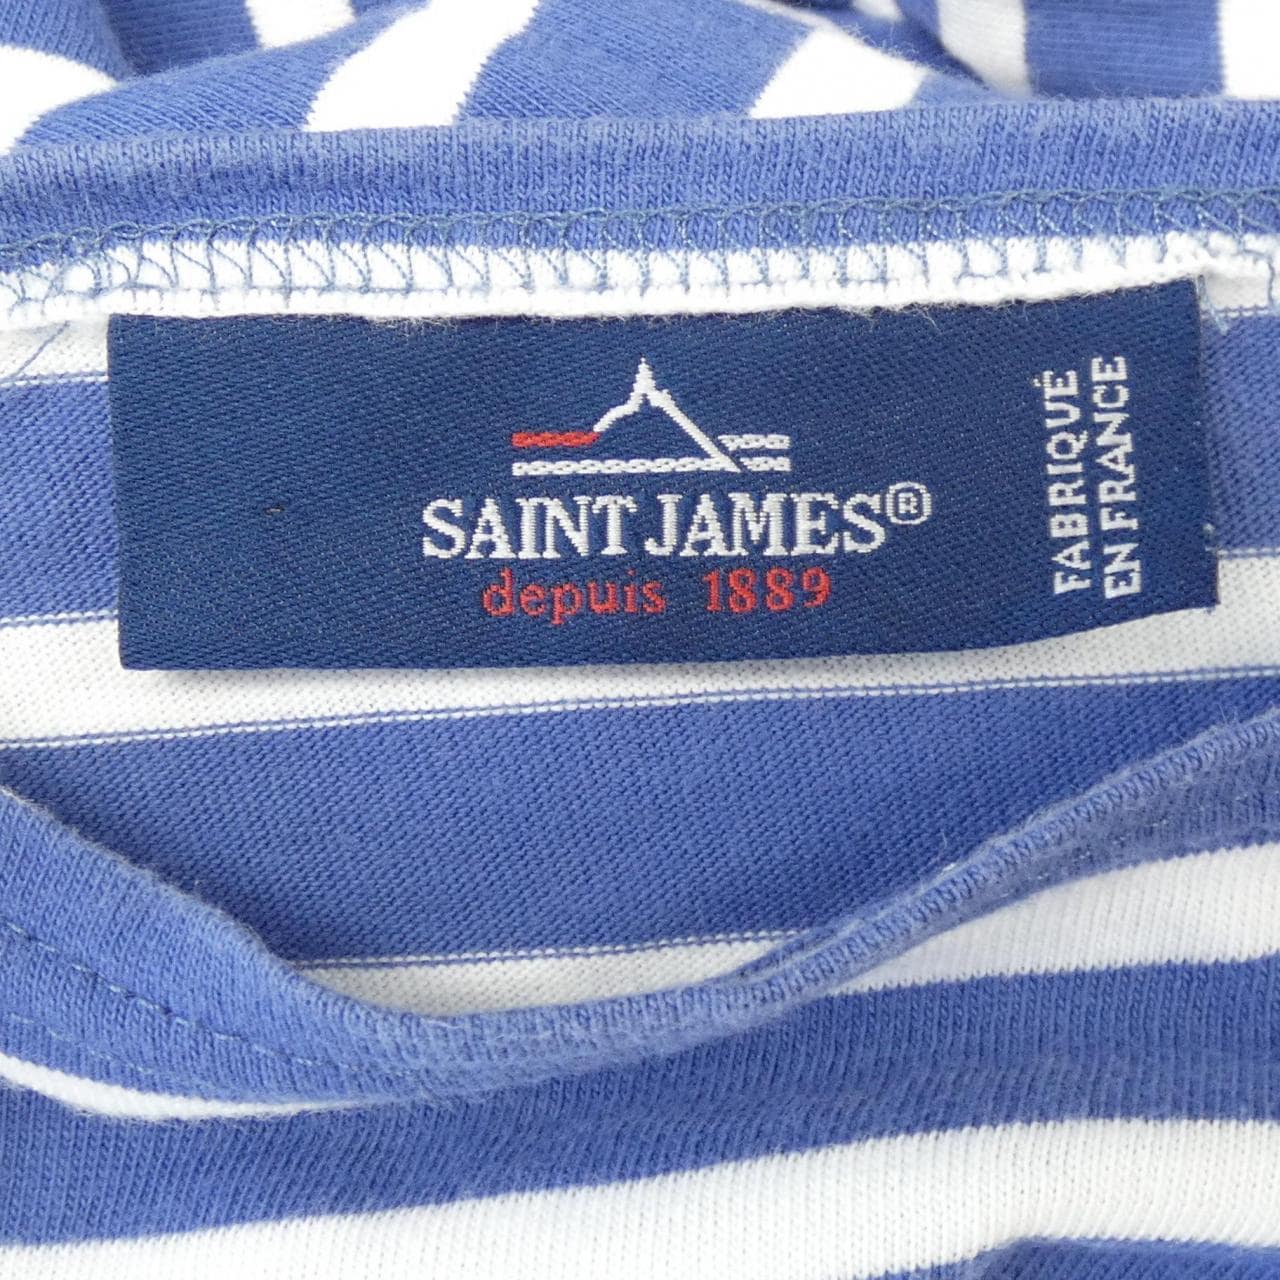 SAINT JAMES®
depuis 1889
FABRIQUÉ
EN FRANCE